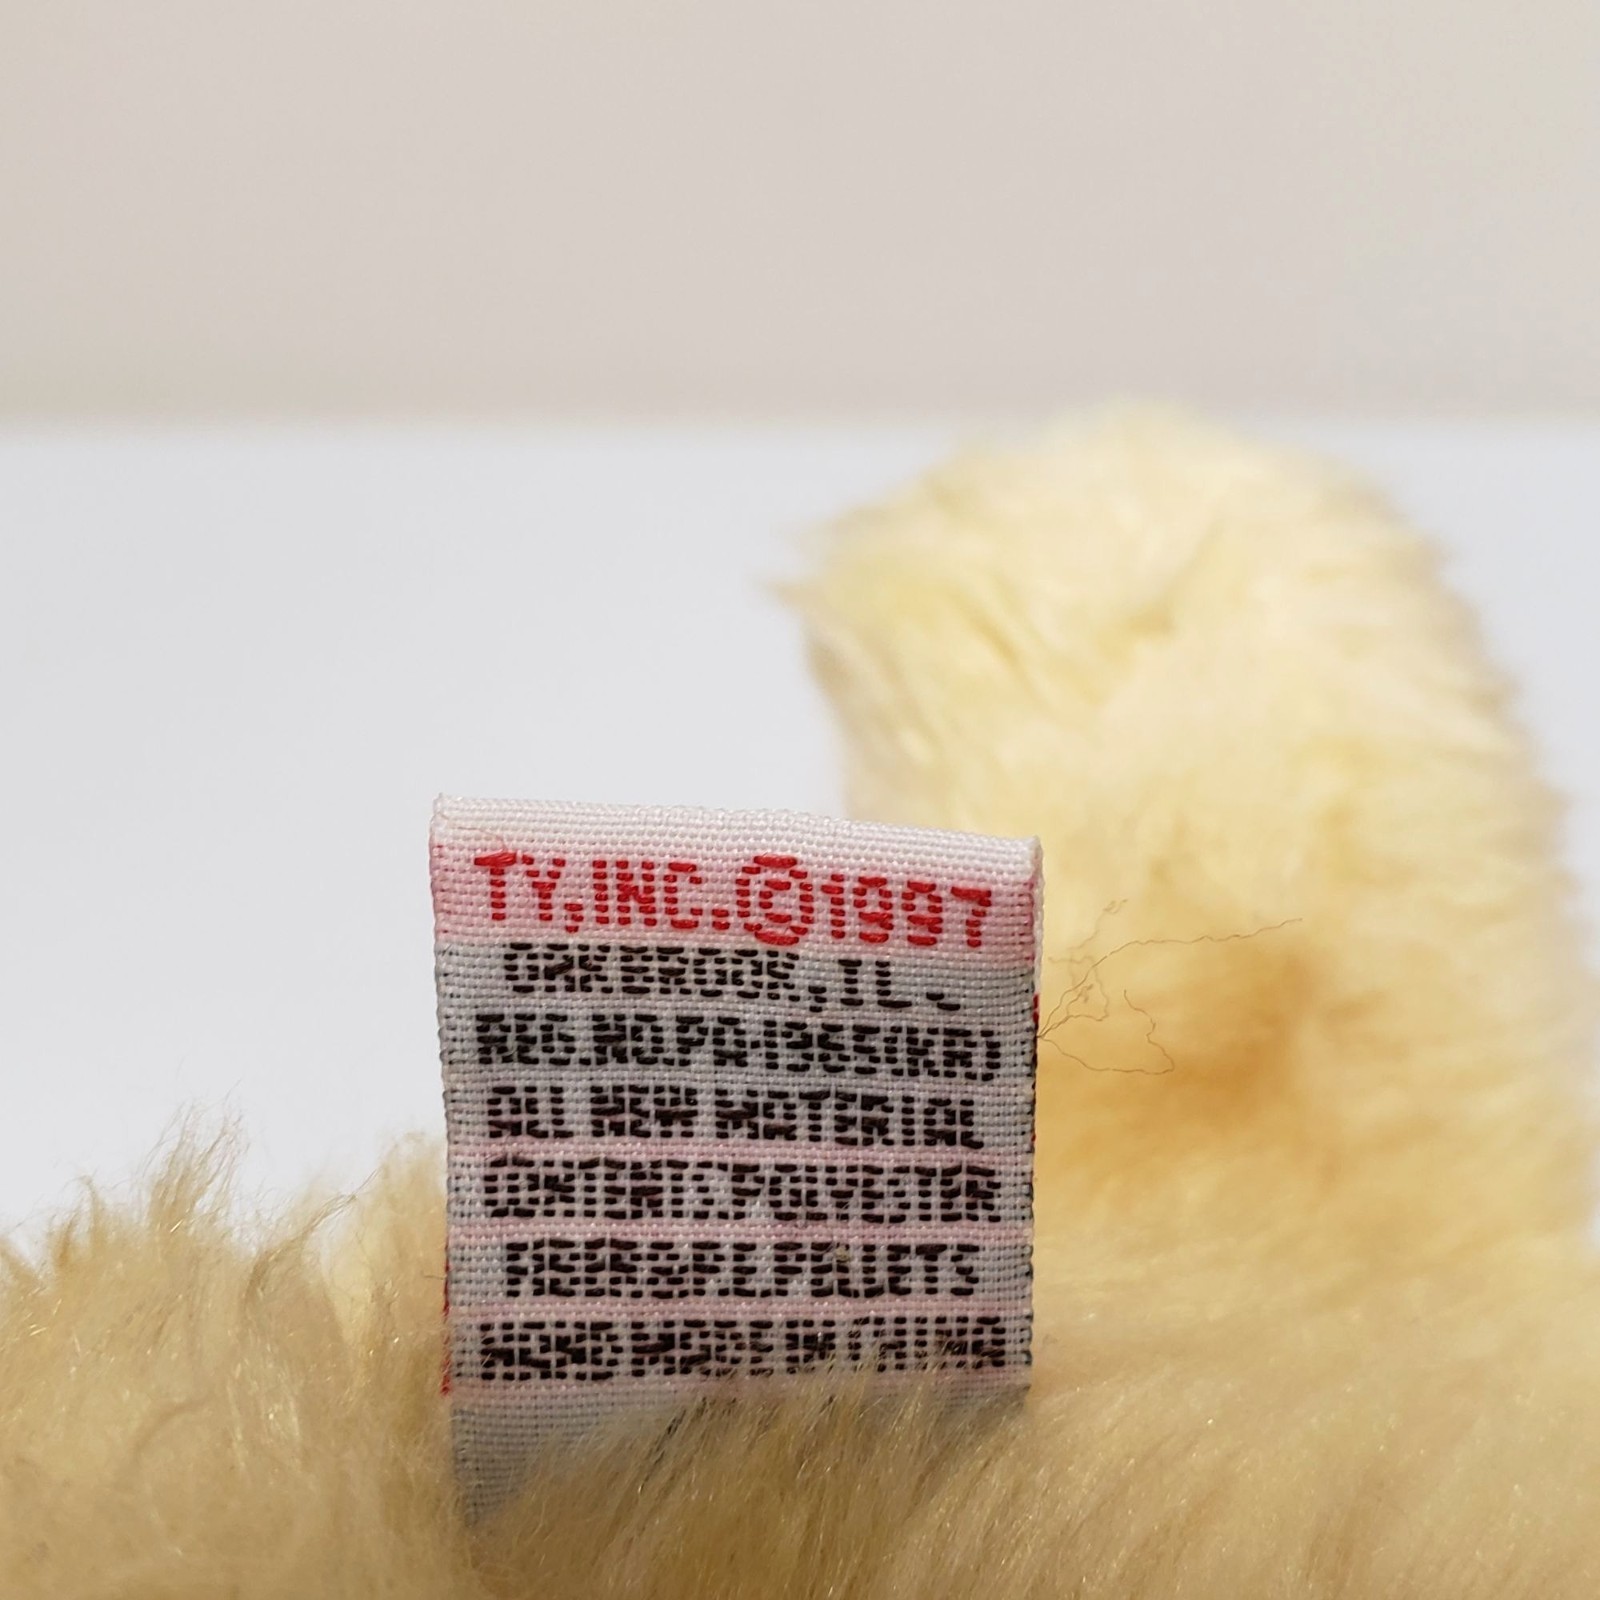 TY, INC. © 1997
OAKBROOK, IL.
REG. NO. PA-1965(KR)
ALL NEW MATERIAL
CONTENTS: POLYESTER
FIBERS, P.E. PELLETS
HAND MADE IN CHINA